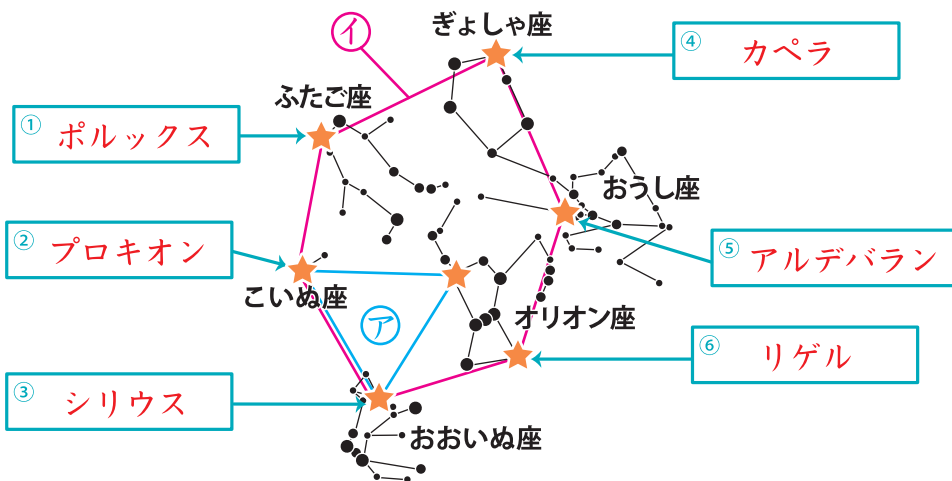 ぎょしゃ座
④ カペラ
イ
ふたご座
① ポルックス
おうし座
② プロキオン
⑤ アルデバラン
こいぬ座
ア
オリオン座
⑥ リゲル
③ シリウス
おおいぬ座